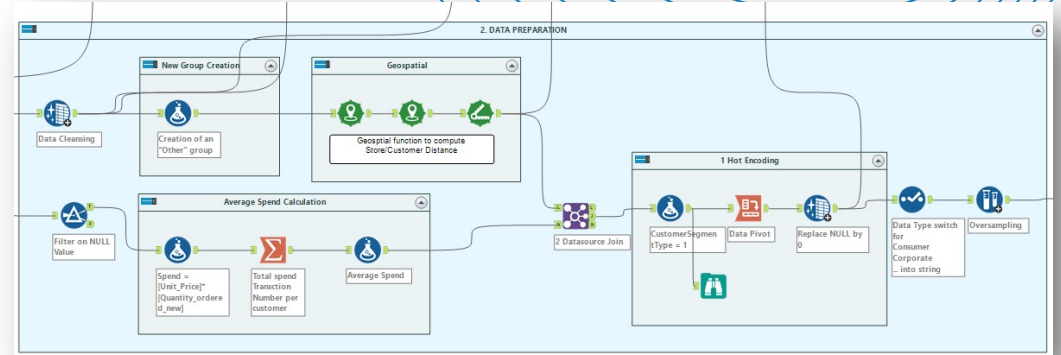 2. DATA PREPARATION
New Group Creation
Geospatial
Data Cleansing
Creation of an
"Other" group
Geosptial function to compute
Store/Customer Distance
1 Hot Encoding
Average Spend Calculation
Filter on NULL
Value
T
F
Spend =
[Unit_Price]*
[Quantity_ordere
d_new]
Total spend
Transction
Number per
customer
Average Spend
L
J
R
2 Datasource Join
CustomerSegmen
tType = 1
Data Pivot
Replace NULL by
0
Data Type switch
for
Consumer
Corporate
... into string
Oversampling